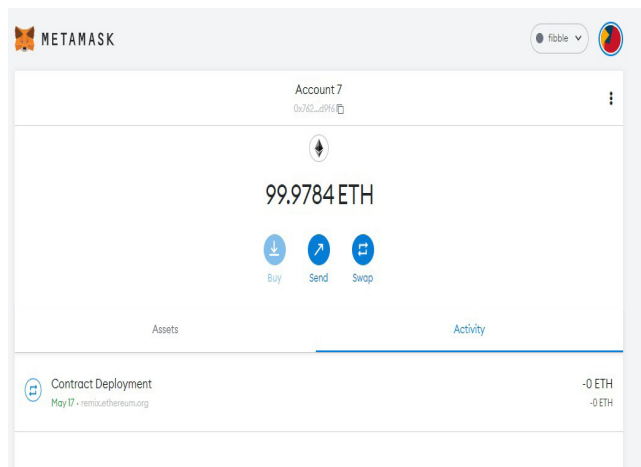 METAMASK
fibble
Account 7
0x762...d9f6
99.9784 ETH
Buy Send Swap
Assets Activity
Contract Deployment -0 ETH
May 17 · remix.ethereum.org -0 ETH